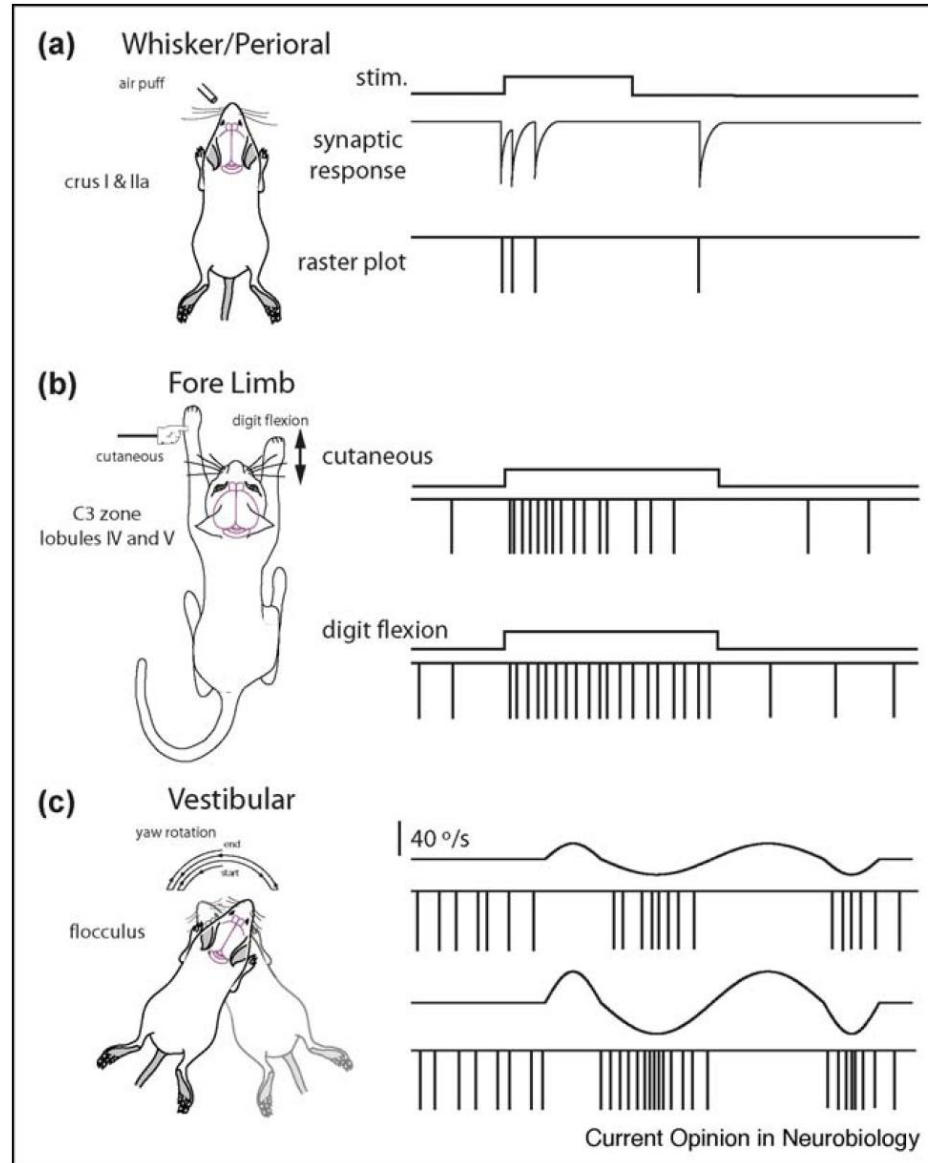 (a) Whisker/Perioral
air puff
crus I & IIa
stim.
synaptic
response
raster plot
(b) Fore Limb
digit flexion
cutaneous
C3 zone
lobules IV and V
cutaneous
digit flexion
(c) Vestibular
yaw rotation
end
start
flocculus
40 º/s
Current Opinion in Neurobiology